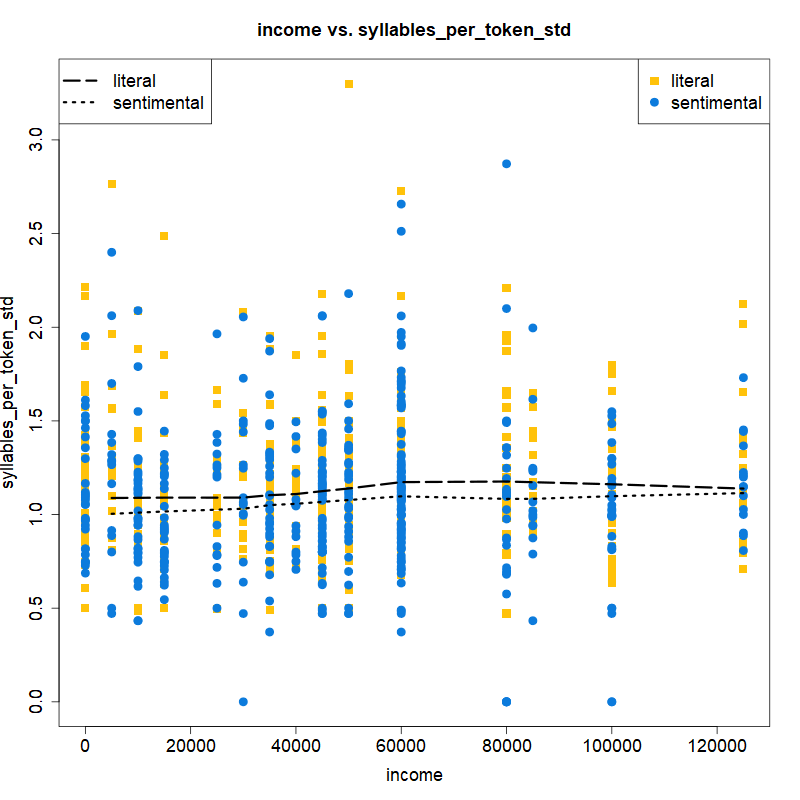 income vs. syllables_per_token_std
literal
sentimental
literal
sentimental
syllables_per_token_std
3.0
2.5
2.0
1.5
1.0
0.5
0.0
0
20000
40000
60000
80000
100000
120000
income